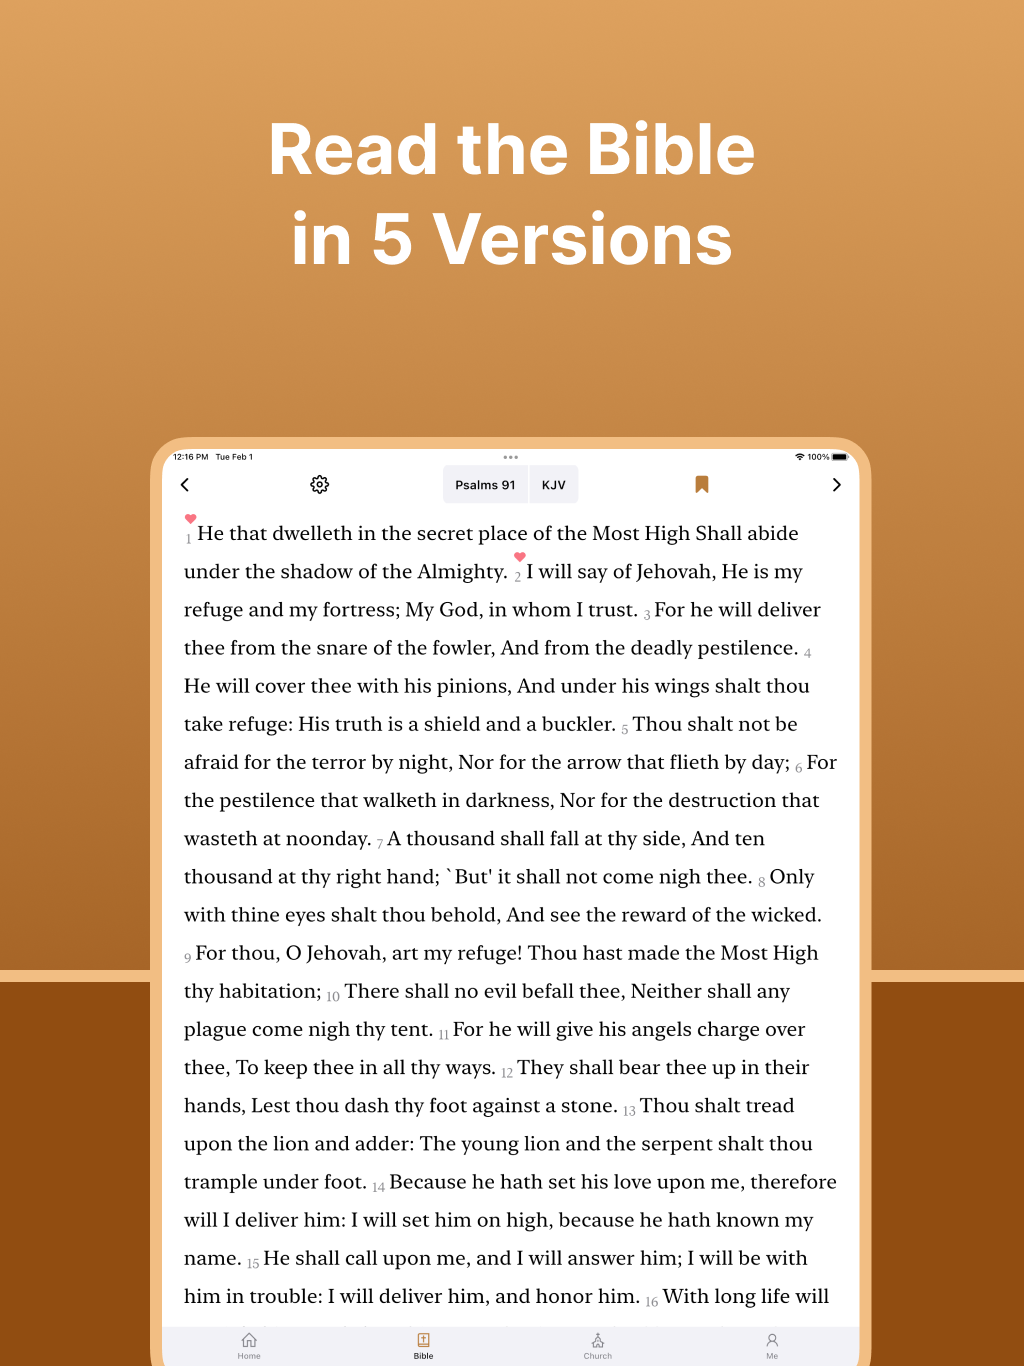 Read the Bible
in 5 Versions
12:16 PM Tue Feb 1
100%
Psalms 91 KJV
1 He that dwelleth in the secret place of the Most High Shall abide
under the shadow of the Almighty. 2 I will say of Jehovah, He is my
refuge and my fortress; My God, in whom I trust. 3 For he will deliver
thee from the snare of the fowler, And from the deadly pestilence. 4
He will cover thee with his pinions, And under his wings shalt thou
take refuge: His truth is a shield and a buckler. 5 Thou shalt not be
afraid for the terror by night, Nor for the arrow that flieth by day; 6 For
the pestilence that walketh in darkness, Nor for the destruction that
wasteth at noonday. 7 A thousand shall fall at thy side, And ten
thousand at thy right hand; `But' it shall not come nigh thee. 8 Only
with thine eyes shalt thou behold, And see the reward of the wicked.
9 For thou, O Jehovah, art my refuge! Thou hast made the Most High
thy habitation; 10 There shall no evil befall thee, Neither shall any
plague come nigh thy tent. 11 For he will give his angels charge over
thee, To keep thee in all thy ways. 12 They shall bear thee up in their
hands, Lest thou dash thy foot against a stone. 13 Thou shalt tread
upon the lion and adder: The young lion and the serpent shalt thou
trample under foot. 14 Because he hath set his love upon me, therefore
will I deliver him: I will set him on high, because he hath known my
name. 15 He shall call upon me, and I will answer him; I will be with
him in trouble: I will deliver him, and honor him. 16 With long life will
Home Bible Church Me